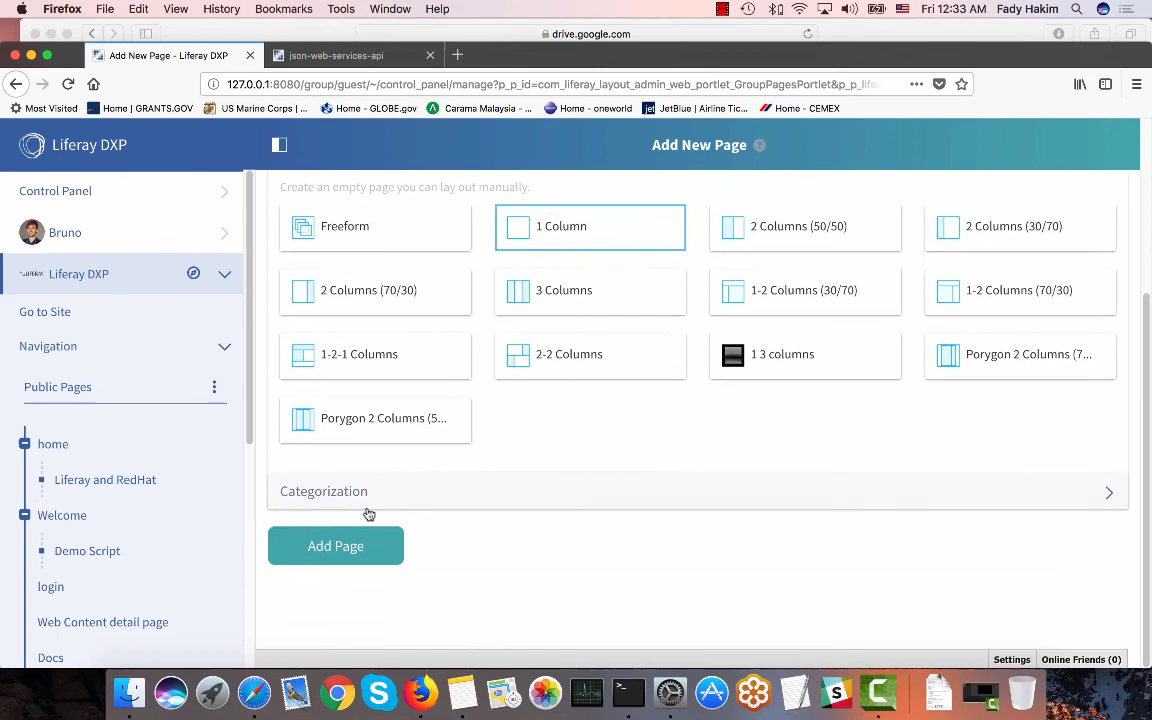 Firefox File Edit View History Bookmarks Tools Window Help Fri 12:33 AM Fady Hakim
drive.google.com
Add New Page - Liferay DXP json-web-services-api
127.0.0.1:8080/group/guest/~/control_panel/manage?p_p_id=com_liferay_layout_admin_web_portlet_GroupPagesPortlet&p_p_life
Most Visited Home | GRANTS.GOV US Marine Corps |... Home - GLOBE.gov Carama Malaysia -... Home - oneworld JetBlue | Airline Tic... Home - CEMEX
Liferay DXP
Add New Page ?
Control Panel
Bruno
LIFERAY Liferay DXP
Go to Site
Navigation
Public Pages
home
Liferay and RedHat
Welcome
Demo Script
login
Web Content detail page
Docs
Create an empty page you can lay out manually.
Freeform 1 Column 2 Columns (50/50) 2 Columns (30/70)
2 Columns (70/30) 3 Columns 1-2 Columns (30/70) 1-2 Columns (70/30)
1-2-1 Columns 2-2 Columns 1 3 columns Porygon 2 Columns (7...
Porygon 2 Columns (5...
Categorization
Add Page
Settings Online Friends (0)